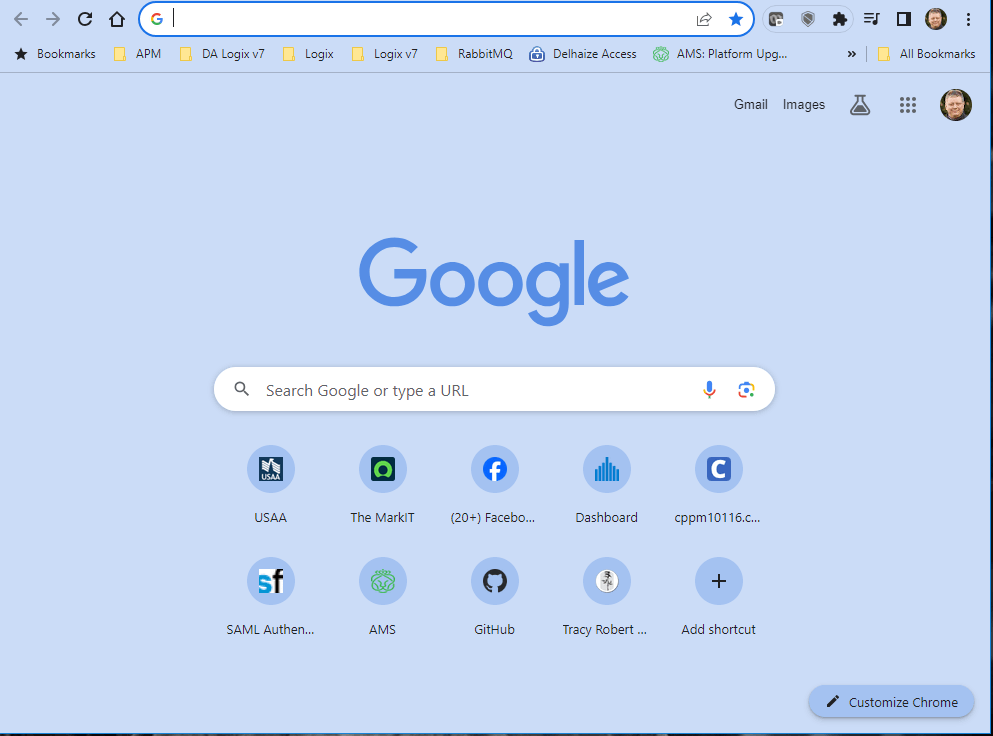 Bookmarks APM DA Logix v7 Logix Logix v7 RabbitMQ Delhaize Access AMS: Platform Upg... » All Bookmarks
Gmail Images
Google
Search Google or type a URL
USAA
USAA The MarkIT (20+) Facebo... Dashboard cppm10116.c...
SAML Authen... AMS GitHub Tracy Robert ... Add shortcut
Customize Chrome